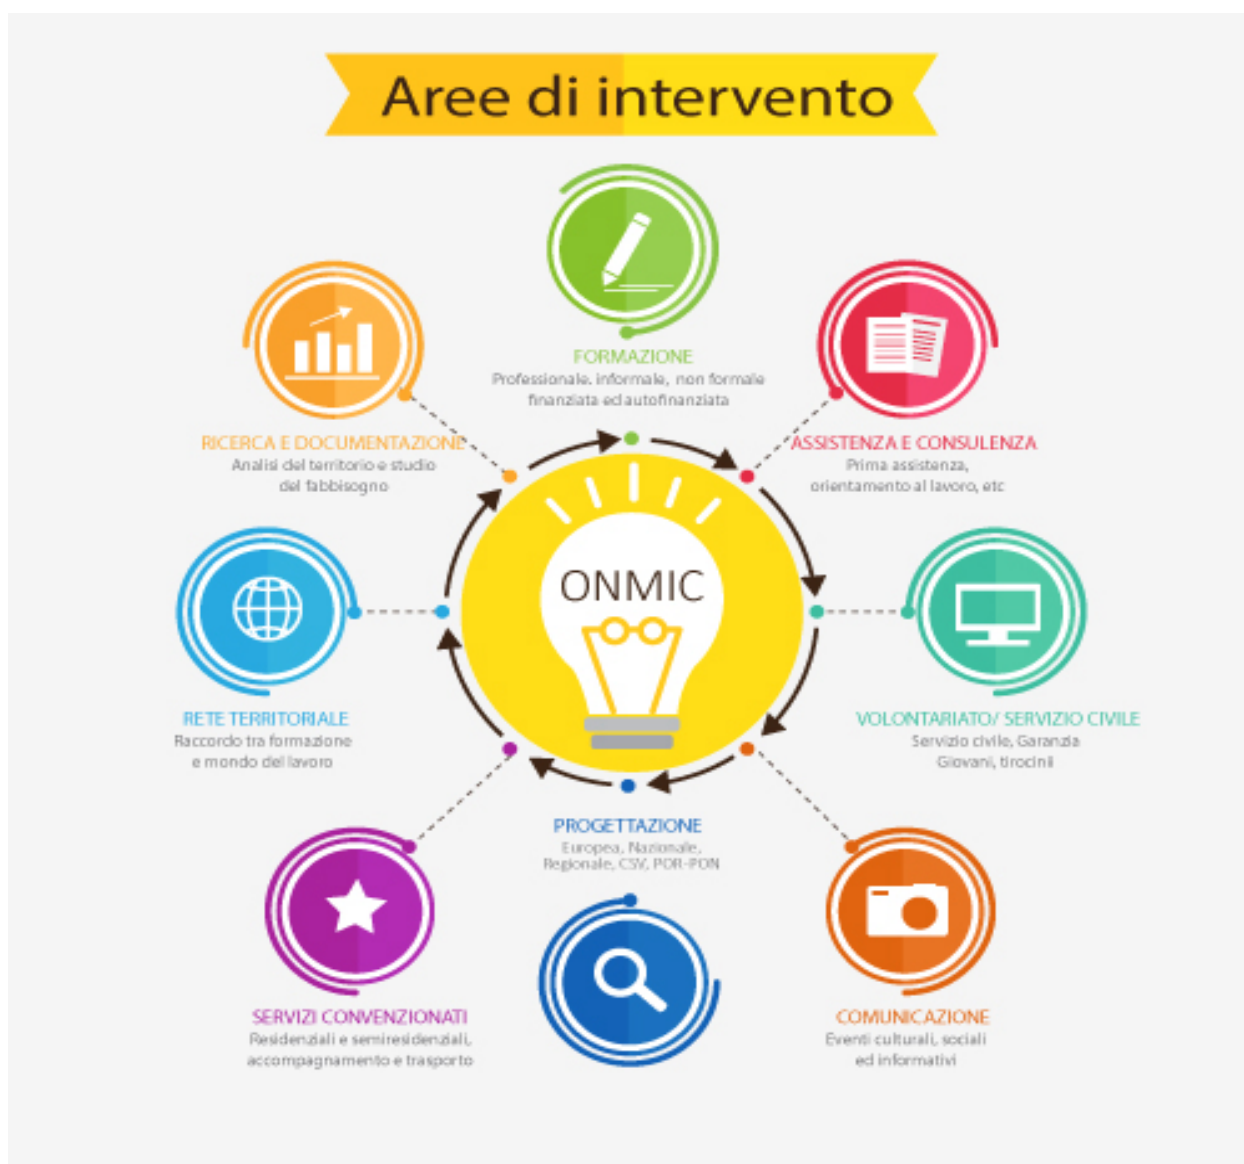 Aree di intervento
FORMAZIONE
Professionale. informale, non formale
finanziata ed autofinanziata
RICERCA E DOCUMENTAZIONE
Analisi del territorio e studio
del fabbisogno
ASSISTENZA E CONSULENZA
Prima assistenza,
orientamento al lavoro, etc
ONMIC
RETE TERRITORIALE
Raccordo tra formazione
e mondo del lavoro
VOLONTARIATO/ SERVIZIO CIVILE
Servizio civile, Garanzia
Giovani, tirocinii
PROGETTAZIONE
Europea, Nazionale,
Regionale, CSV, POR-PON
SERVIZI CONVENZIONATI
Residenziali e semiresidenziali,
accompagnamento e trasporto
COMUNICAZIONE
Eventi culturali, sociali
ed informativi